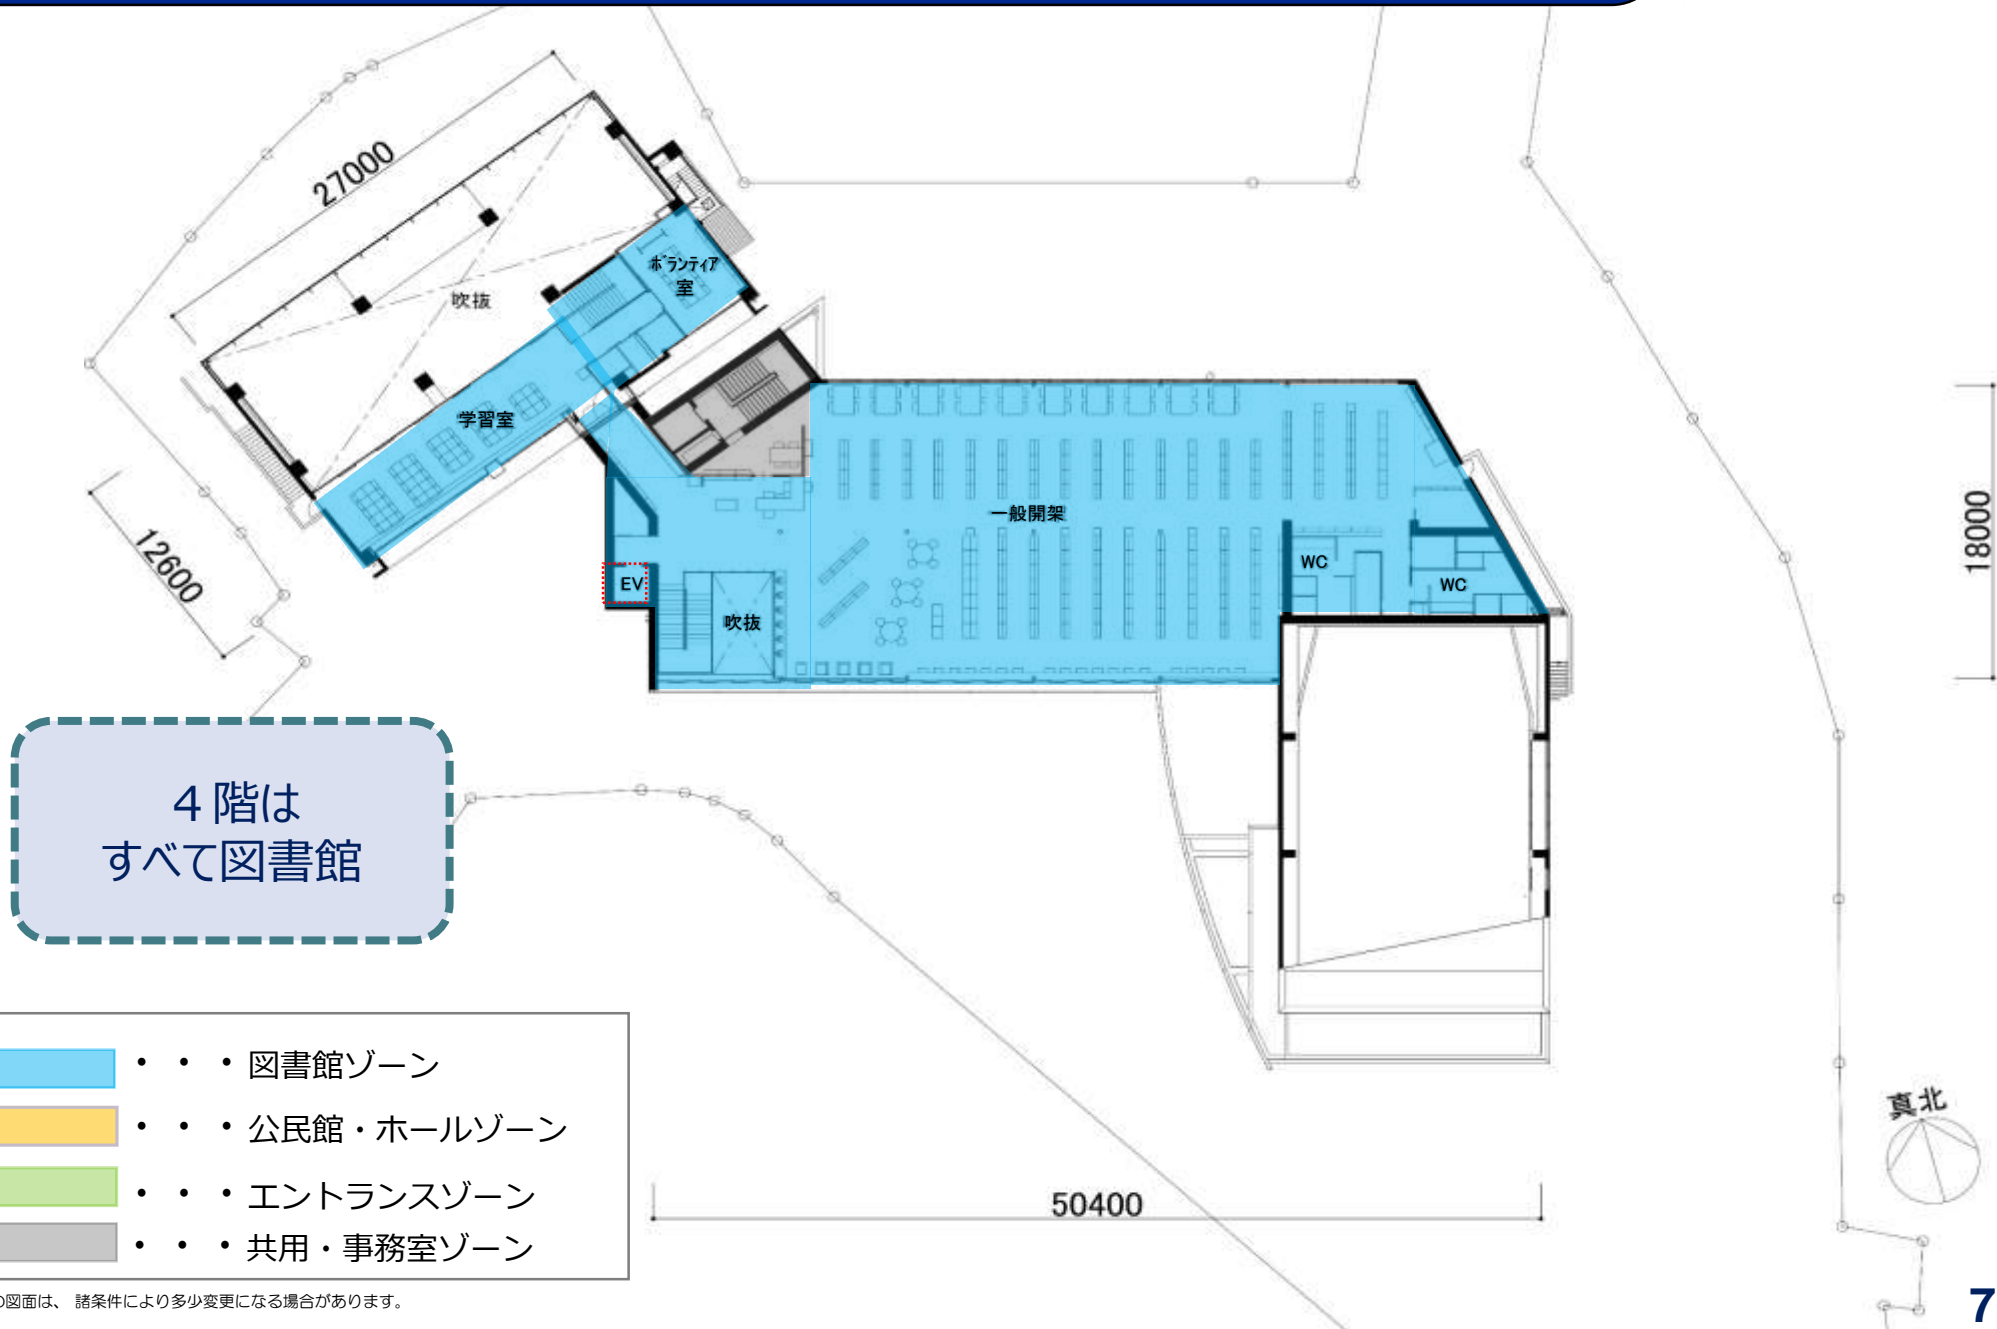 27000
ボランティア
室
吹抜
学習室
12600
一般開架
18000
WC
WC
EV
吹抜
４階は
すべて図書館
・・・図書館ゾーン
・・・公民館・ホールゾーン
・・・エントランスゾーン
・・・共用・事務室ゾーン
50400
真北
の図面は、諸条件により多少変更になる場合があります。
7